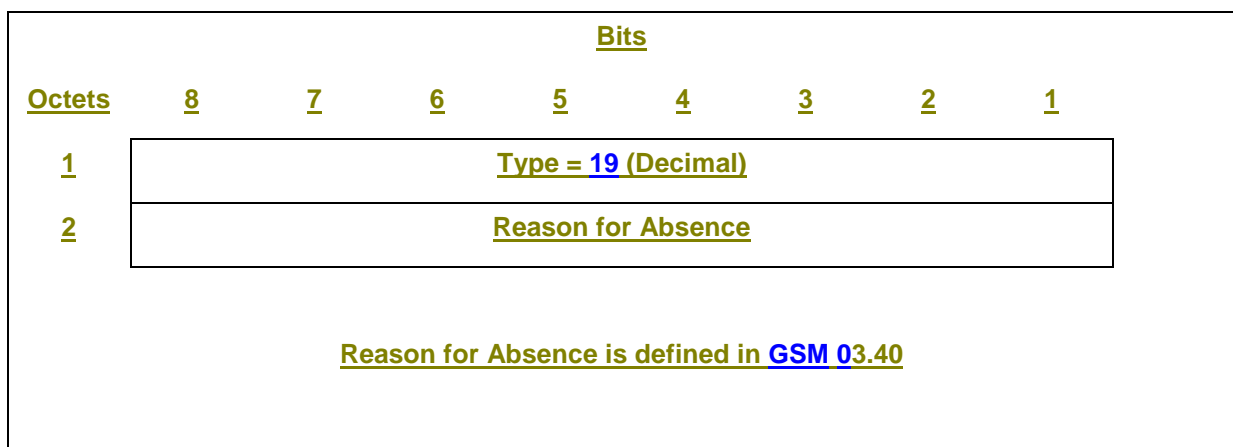 Bits
Octets 8 7 6 5 4 3 2 1
1 Type = 19 (Decimal)
2 Reason for Absence
Reason for Absence is defined in GSM 03.40